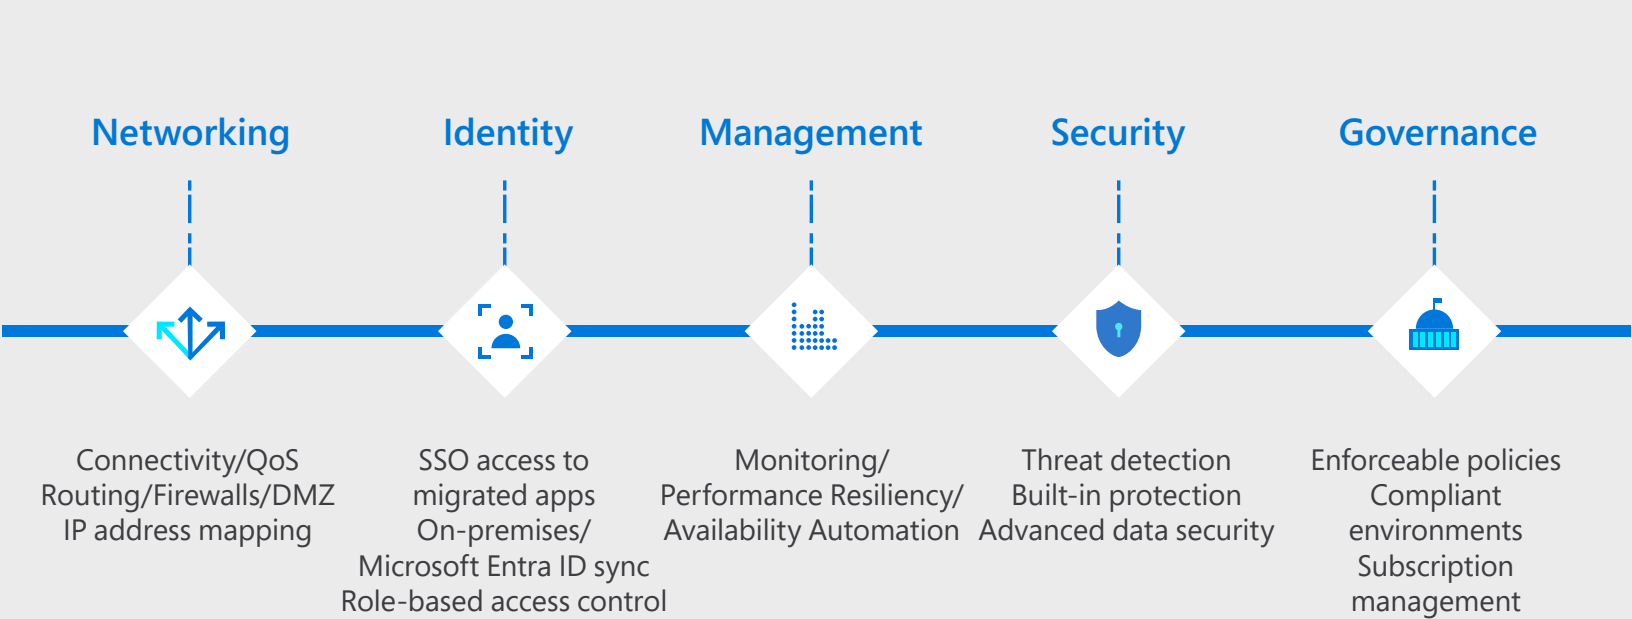 Networking
Identity
Management
Security
Governance
Connectivity/QoS
Routing/Firewalls/DMZ
IP address mapping
SSO access to
migrated apps
On-premises/
Microsoft Entra ID sync
Role-based access control
Monitoring/
Performance Resiliency/
Availability Automation
Threat detection
Built-in protection
Advanced data security
Enforceable policies
Compliant
environments
Subscription
management